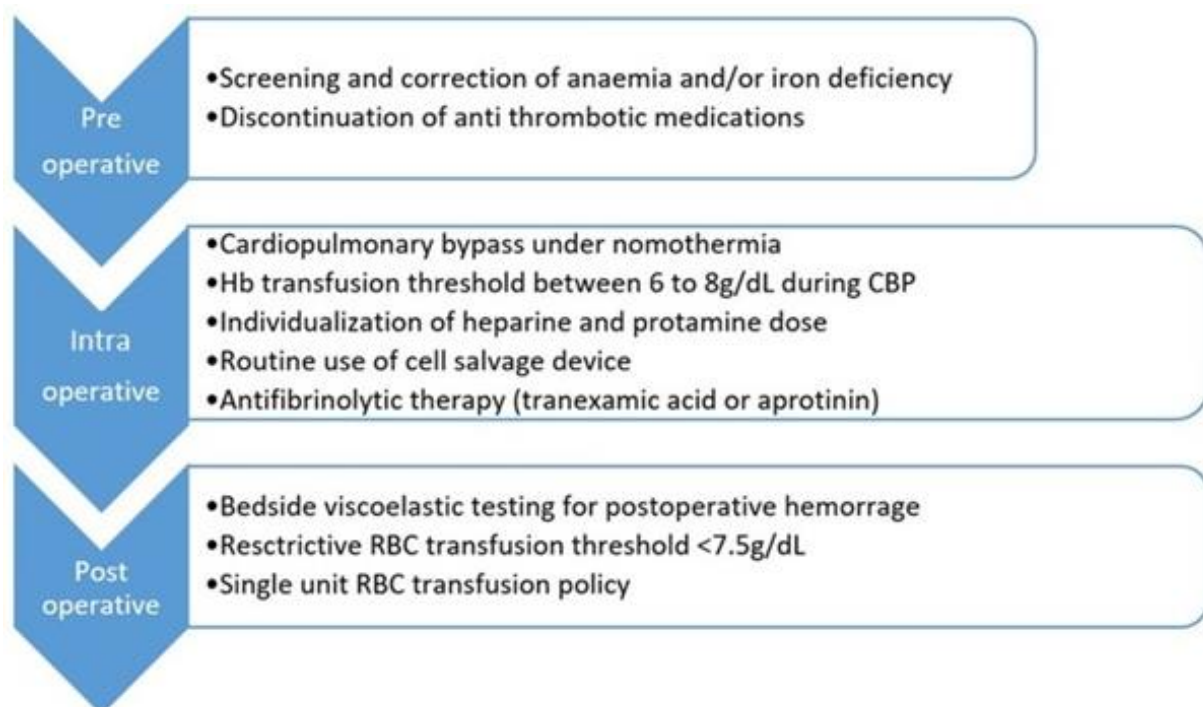 Pre
operative
•Screening and correction of anaemia and/or iron deficiency
•Discontinuation of anti thrombotic medications
Intra
operative
•Cardiopulmonary bypass under nomothermia
•Hb transfusion threshold between 6 to 8g/dL during CBP
•Individualization of heparine and protamine dose
•Routine use of cell salvage device
•Antifibrinolytic therapy (tranexamic acid or aprotinin)
Post
operative
•Bedside viscoelastic testing for postoperative hemorrage
•Resctrictive RBC transfusion threshold <7.5g/dL
•Single unit RBC transfusion policy